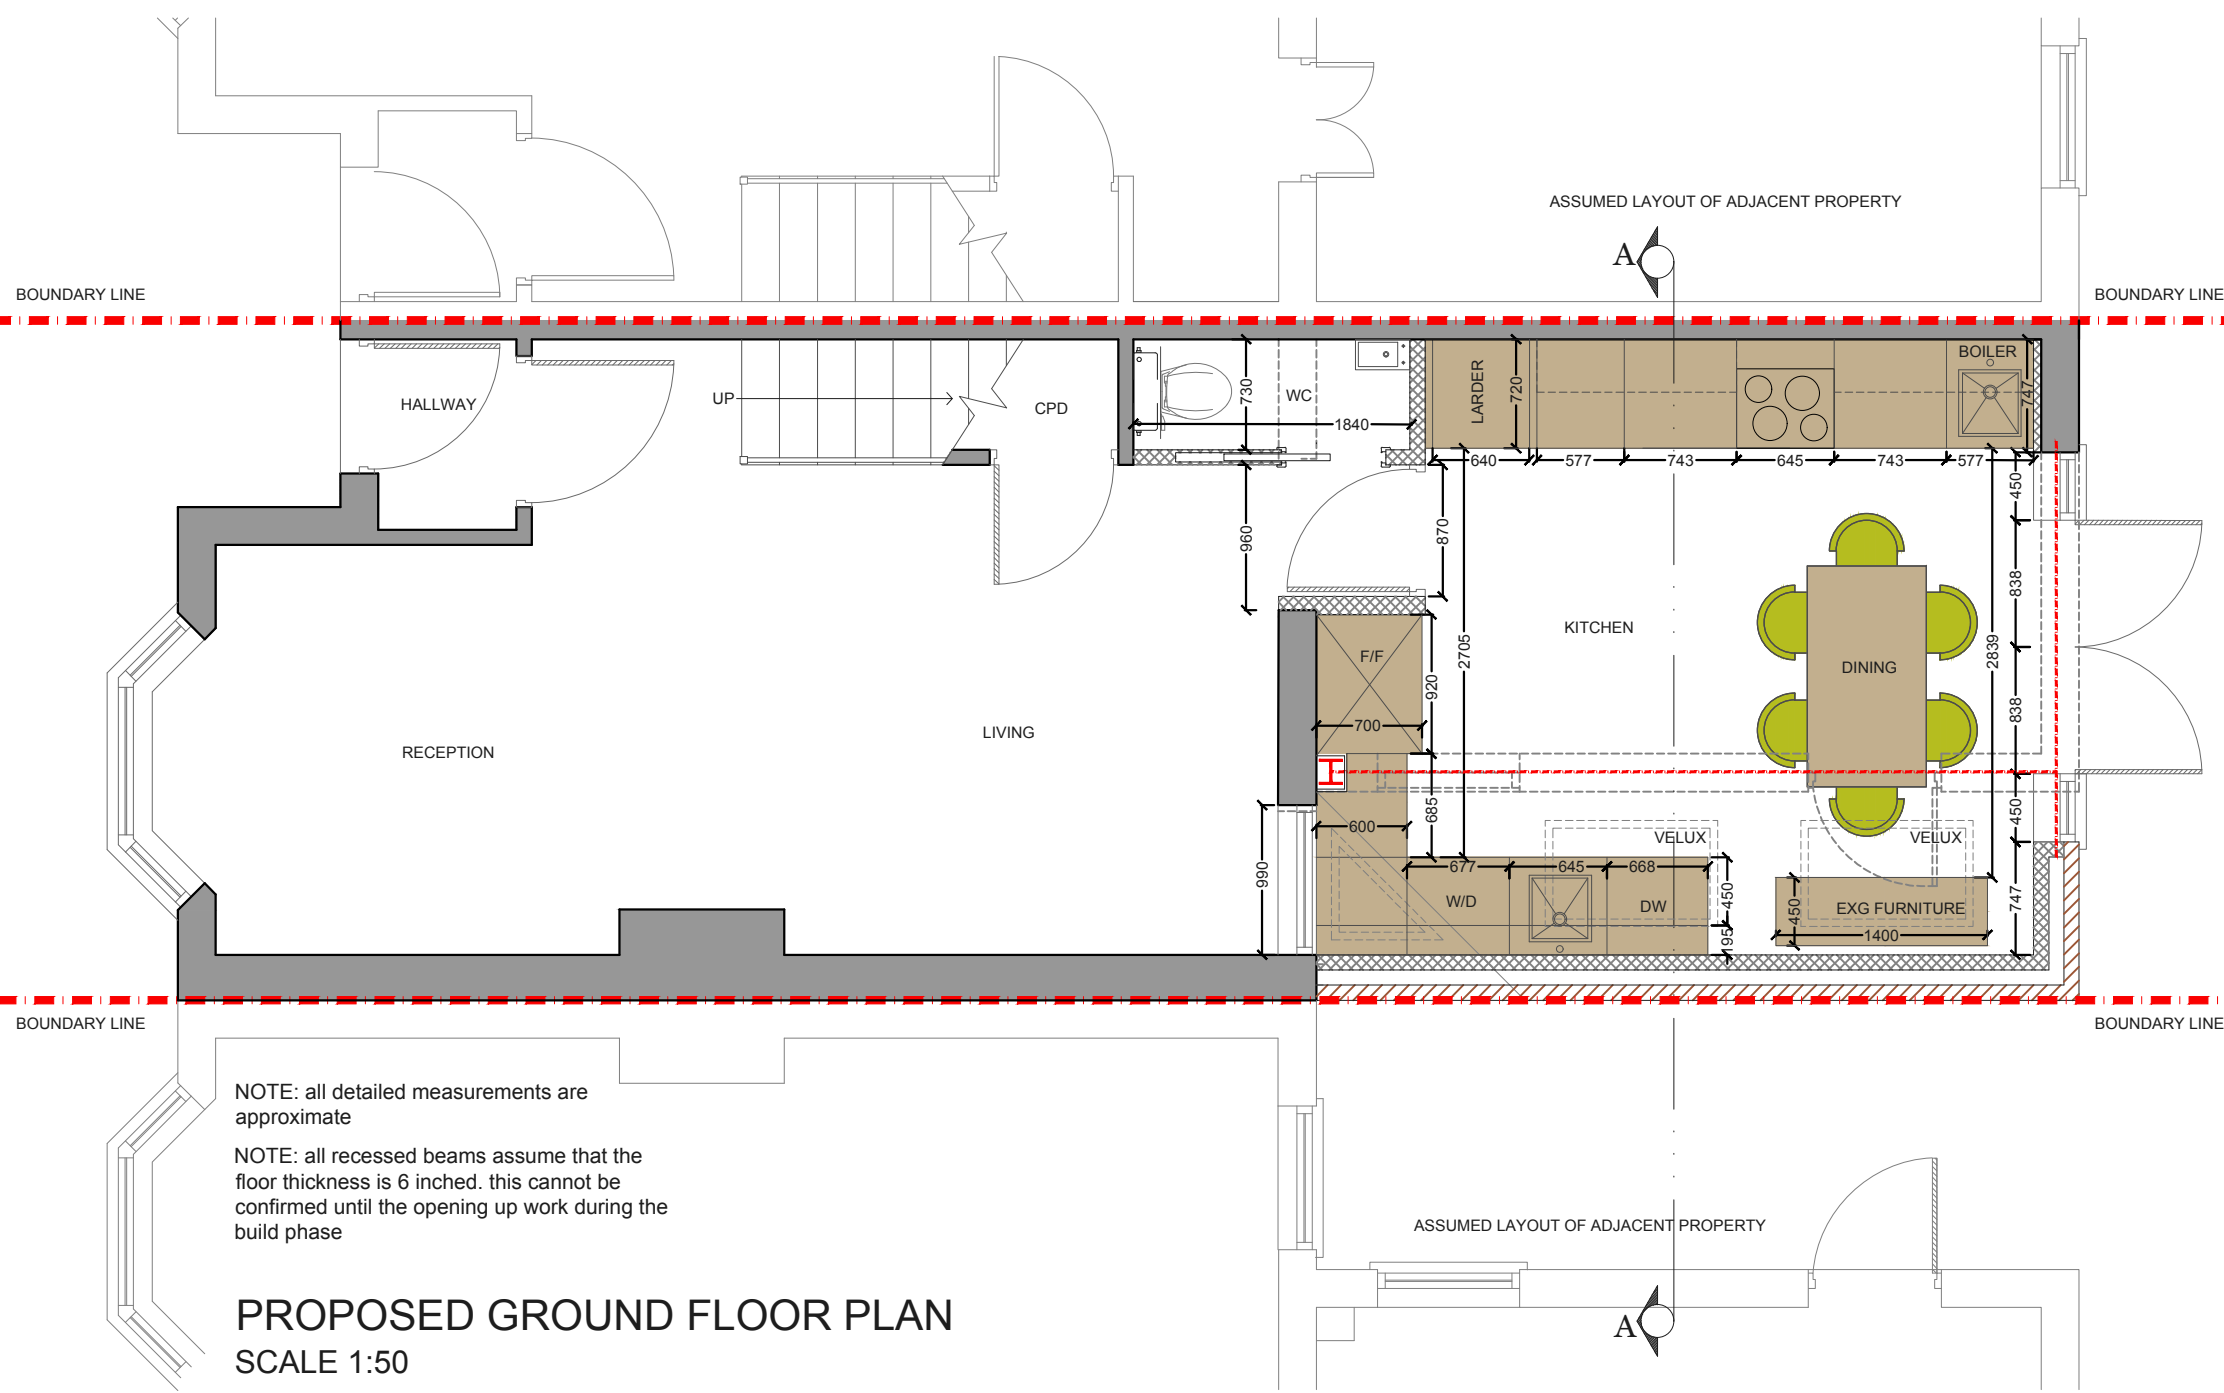 ASSUMED LAYOUT OF ADJACENT PROPERTY
A
BOUNDARY LINE
BOUNDARY LINE
HALLWAY
UP
CPD
730
WC
1840
LARDER
720
BOILER
747
640
577
743
645
743
577
450
960
870
838
2705
KITCHEN
2839
F/F
920
DINING
700
838
RECEPTION
LIVING
685
600
450
VELUX
VELUX
990
677
645
668
W/D
DW
450
450
EXG FURNITURE
747
195
1400
BOUNDARY LINE
BOUNDARY LINE
NOTE: all detailed measurements are
approximate
NOTE: all recessed beams assume that the
floor thickness is 6 inched. this cannot be
confirmed until the opening up work during the
build phase
ASSUMED LAYOUT OF ADJACENT PROPERTY
A
PROPOSED GROUND FLOOR PLAN
SCALE 1:50